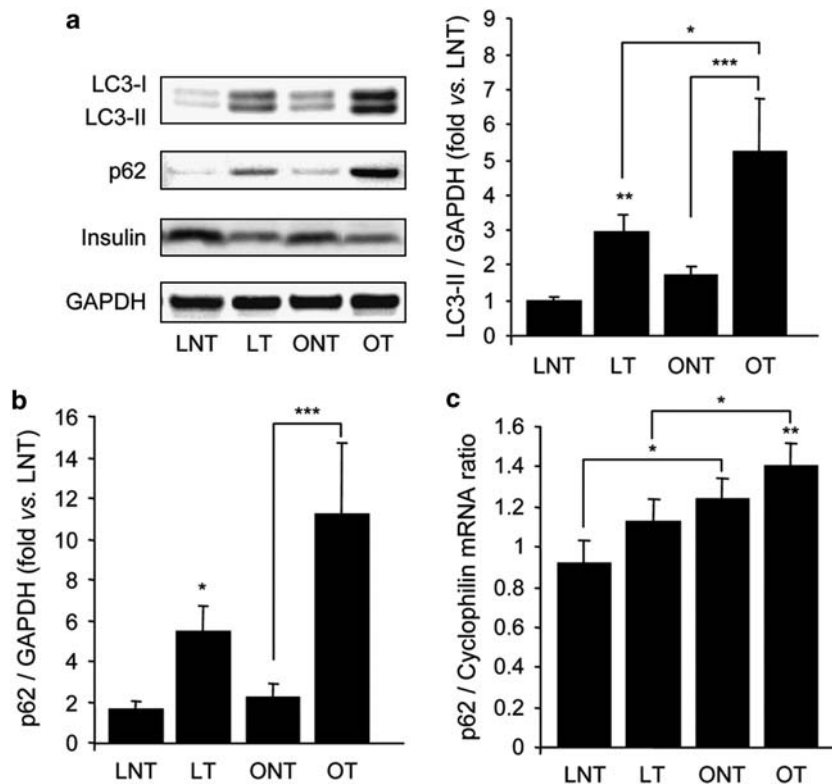 a
LC3-I
LC3-II
p62
Insulin
GAPDH
LNT LT ONT OT
LC3-II / GAPDH (fold vs. LNT)
9
8
7
6
5
4
3
2
1
0
*
***
**
LNT LT ONT OT
b
p62 / GAPDH (fold vs. LNT)
16
14
12
10
8
6
4
2
0
***
*
LNT LT ONT OT
c
p62 / Cyclophilin mRNA ratio
1.6
1.4
1.2
1
0.8
0.6
0.4
0.2
0
*
**
*
LNT LT ONT OT